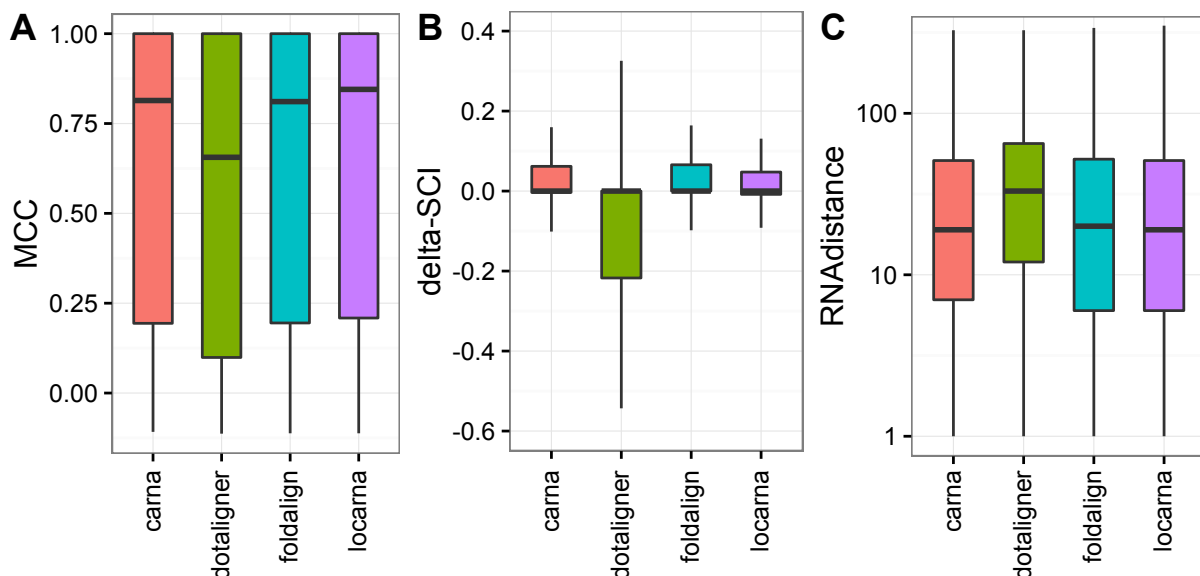 A
MCC
1.00
0.75
0.50
0.25
0.00
carna
dotaligner
foldalign
locarna
B
delta-SCI
0.4
0.2
0.0
-0.2
-0.4
-0.6
carna
dotaligner
foldalign
locarna
C
RNAdistance
100
10
1
carna
dotaligner
foldalign
locarna